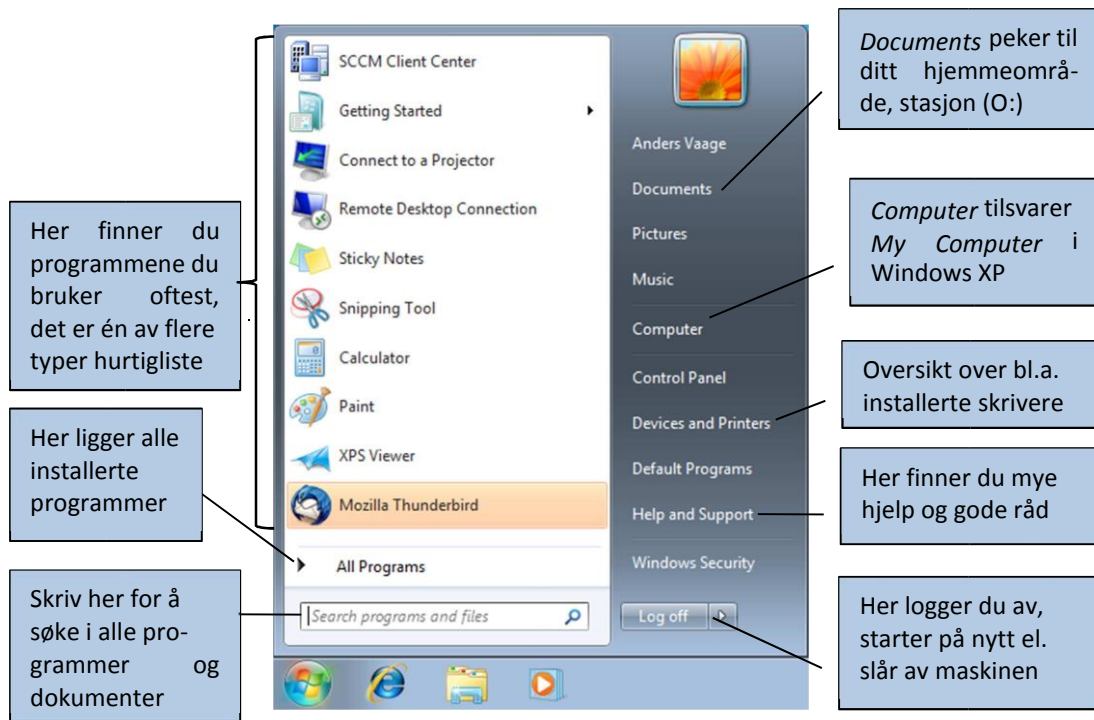 Her finner du
programmene du
bruker oftest,
det er én av flere
typer hurtigliste
Her ligger alle
installerte
programmer
Skriv her for å
søke i alle pro-
grammer og
dokumenter
SCCM Client Center
Getting Started
Connect to a Projector
Remote Desktop Connection
Sticky Notes
Snipping Tool
Calculator
Paint
XPS Viewer
Mozilla Thunderbird
All Programs
Search programs and files
Anders Vaage
Documents
Pictures
Music
Computer
Control Panel
Devices and Printers
Default Programs
Help and Support
Windows Security
Log off
Documents peker til
ditt hjemmeområ-
de, stasjon (O:)
Computer tilsvarer
My Computer i
Windows XP
Oversikt over bl.a.
installerte skrivere
Her finner du mye
hjelp og gode råd
Her logger du av,
starter på nytt el.
slår av maskinen